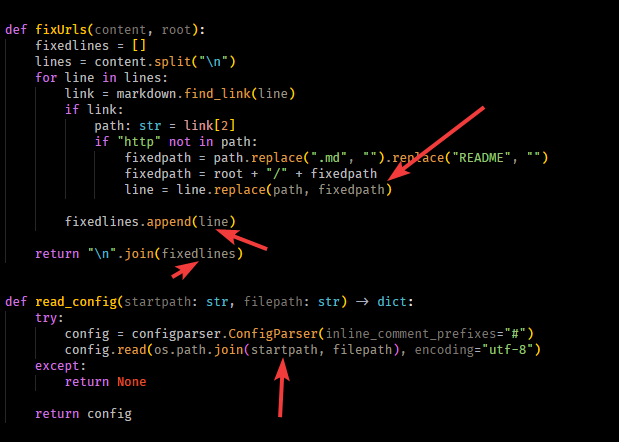 def fixUrls(content, root):
    fixedlines = []
    lines = content.split("\n")
    for line in lines:
        link = markdown.find_link(line)
        if link:
            path: str = link[2]
            if "http" not in path:
                fixedpath = path.replace(".md", "").replace("README", "")
                fixedpath = root + "/" + fixedpath
                line = line.replace(path, fixedpath)
        fixedlines.append(line)
    return "\n".join(fixedlines)
def read_config(startpath: str, filepath: str) → dict:
    try:
        config = configparser.ConfigParser(inline_comment_prefixes="#")
        config.read(os.path.join(startpath, filepath), encoding="utf-8")
    except:
        return None
    return config